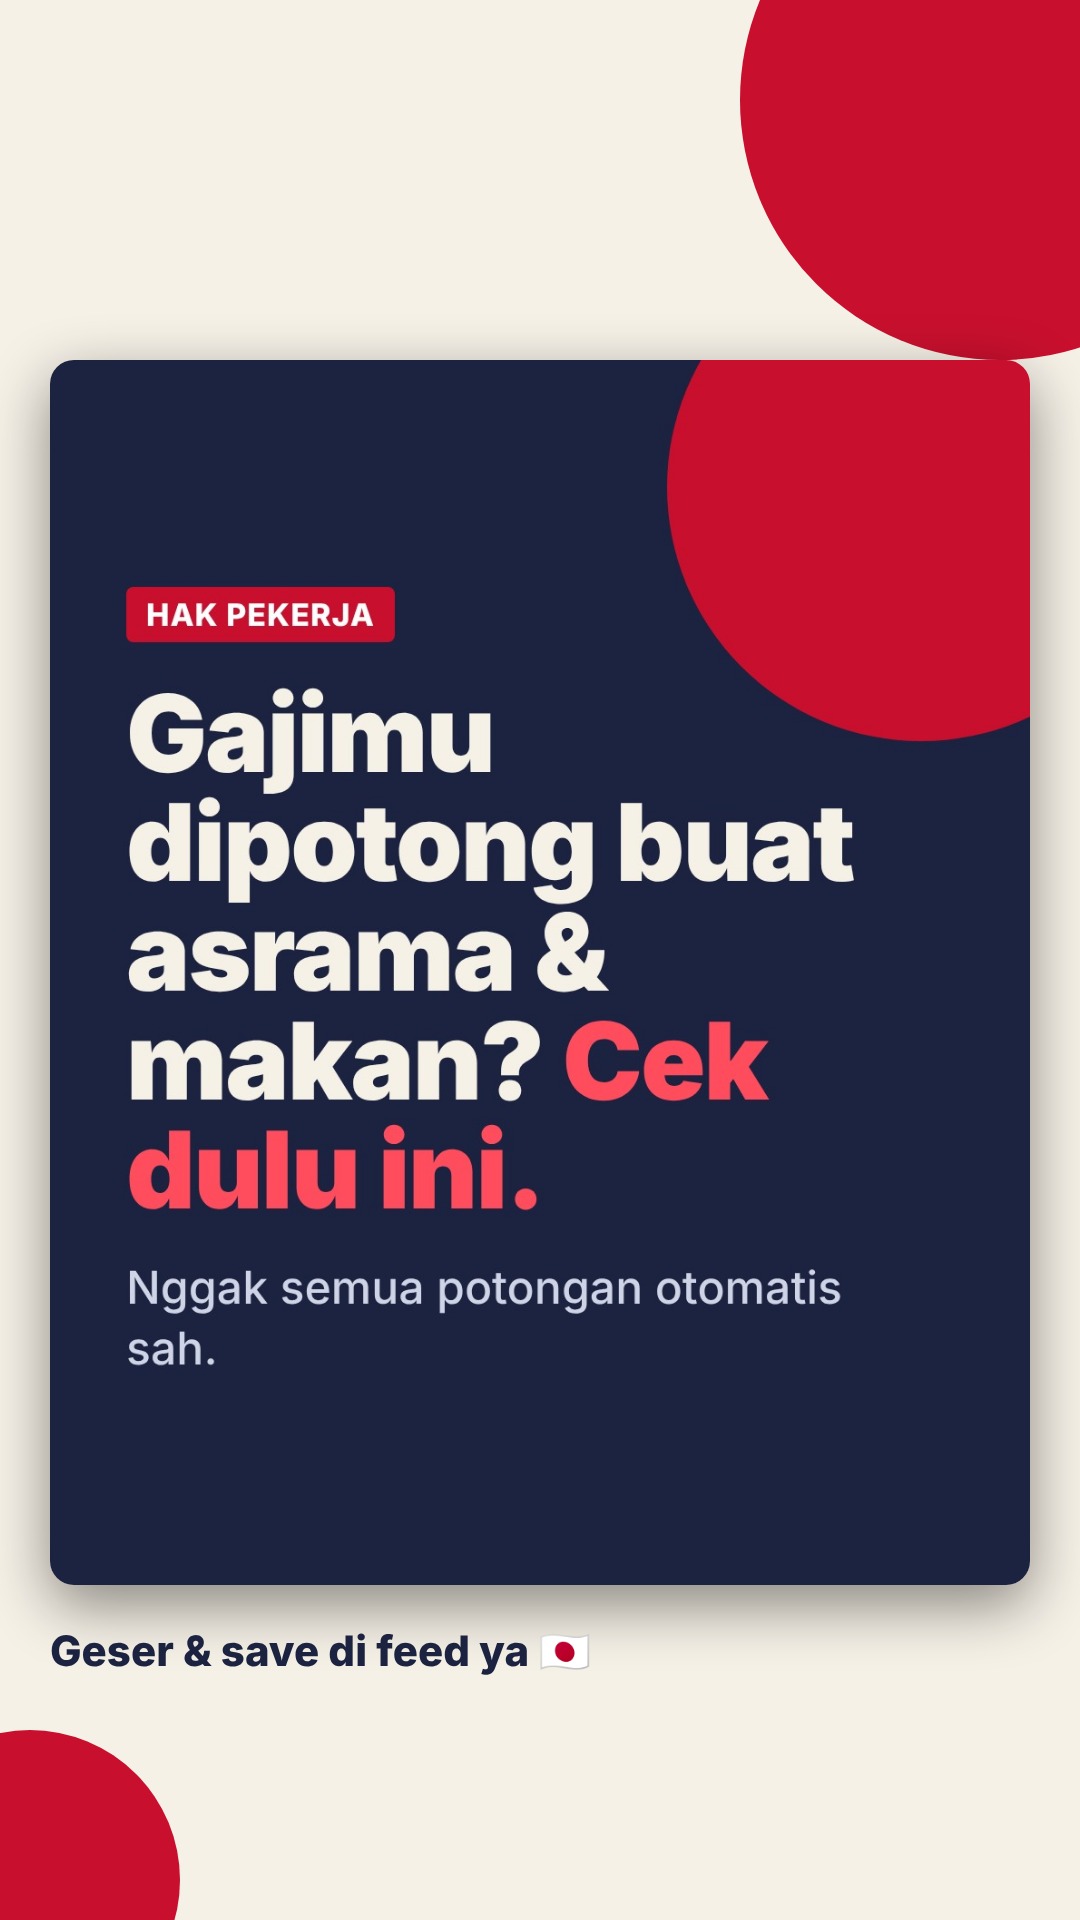 HAK PEKERJA
Gajimu
dipotong buat
asrama &
makan? Cek
dulu ini.
Nggak semua potongan otomatis
sah.
Geser & save di feed ya 🇯🇵